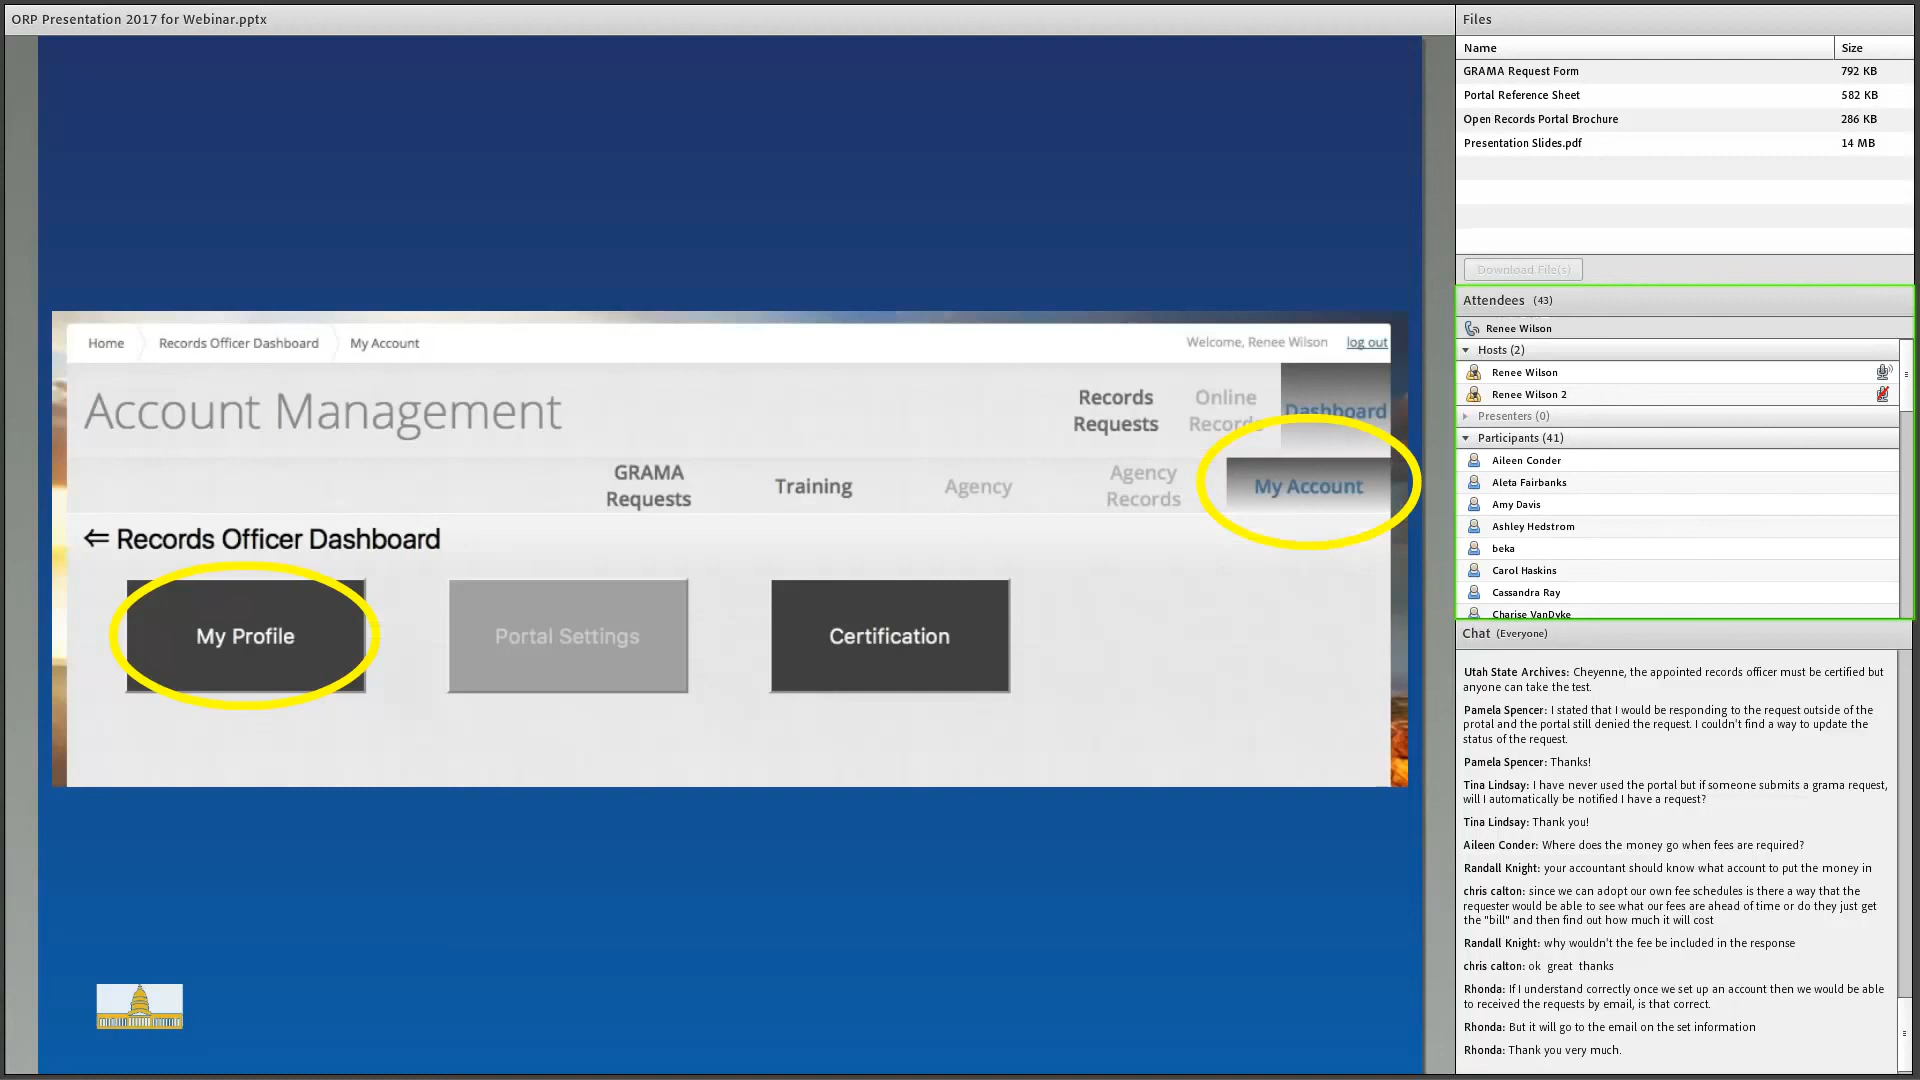 ORP Presentation 2017 for Webinar.pptx
Home
Records Officer Dashboard
My Account
Welcome, Renee Wilson
log out
Account Management
Records
Requests
Online
Records
Dashboard
GRAMA
Requests
Training
Agency
Agency
Records
My Account
⇐ Records Officer Dashboard
My Profile
Portal Settings
Certification
Files
Name
Size
GRAMA Request Form
792 KB
Portal Reference Sheet
582 KB
Open Records Portal Brochure
286 KB
Presentation Slides.pdf
14 MB
Download File(s)
Attendees (43)
Renee Wilson
Hosts (2)
Renee Wilson
Renee Wilson 2
Presenters (0)
Participants (41)
Aileen Conder
Aleta Fairbanks
Amy Davis
Ashley Hedstrom
beka
Carol Haskins
Cassandra Ray
Charise VanDyke
Chat (Everyone)
Utah State Archives: Cheyenne, the appointed records officer must be certified but
anyone can take the test.
Pamela Spencer: I stated that I would be responding to the request outside of the
protal and the portal still denied the request. I couldn't find a way to update the
status of the request.
Pamela Spencer: Thanks!
Tina Lindsay: I have never used the portal but if someone submits a grama request,
will I automatically be notified I have a request?
Tina Lindsay: Thank you!
Aileen Conder: Where does the money go when fees are required?
Randall Knight: your accountant should know what account to put the money in
chris calton: since we can adopt our own fee schedules is there a way that the
requester would be able to see what our fees are ahead of time or do they just get
the "bill" and then find out how much it will cost
Randall Knight: why wouldn't the fee be included in the response
chris calton: ok great thanks
Rhonda: If I understand correctly once we set up an account then we would be able
to received the requests by email, is that correct.
Rhonda: But it will go to the email on the set information
Rhonda: Thank you very much.